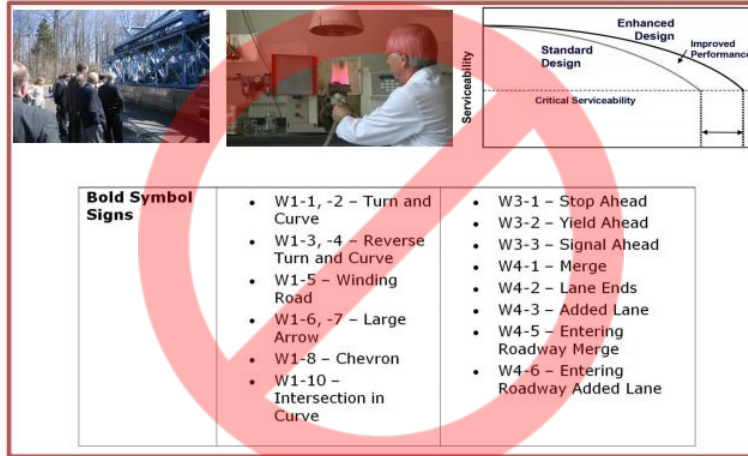 Serviceability
Enhanced
Design
Improved
Performance
Standard
Design
Critical Serviceability
Bold Symbol
Signs
• W1-1, -2 – Turn and
Curve
• W1-3, -4 – Reverse
Turn and Curve
• W1-5 – Winding
Road
• W1-6, -7 – Large
Arrow
• W1-8 – Chevron
• W1-10 –
Intersection in
Curve
• W3-1 – Stop Ahead
• W3-2 – Yield Ahead
• W3-3 – Signal Ahead
• W4-1 – Merge
• W4-2 – Lane Ends
• W4-3 – Added Lane
• W4-5 – Entering
Roadway Merge
• W4-6 – Entering
Roadway Added Lane